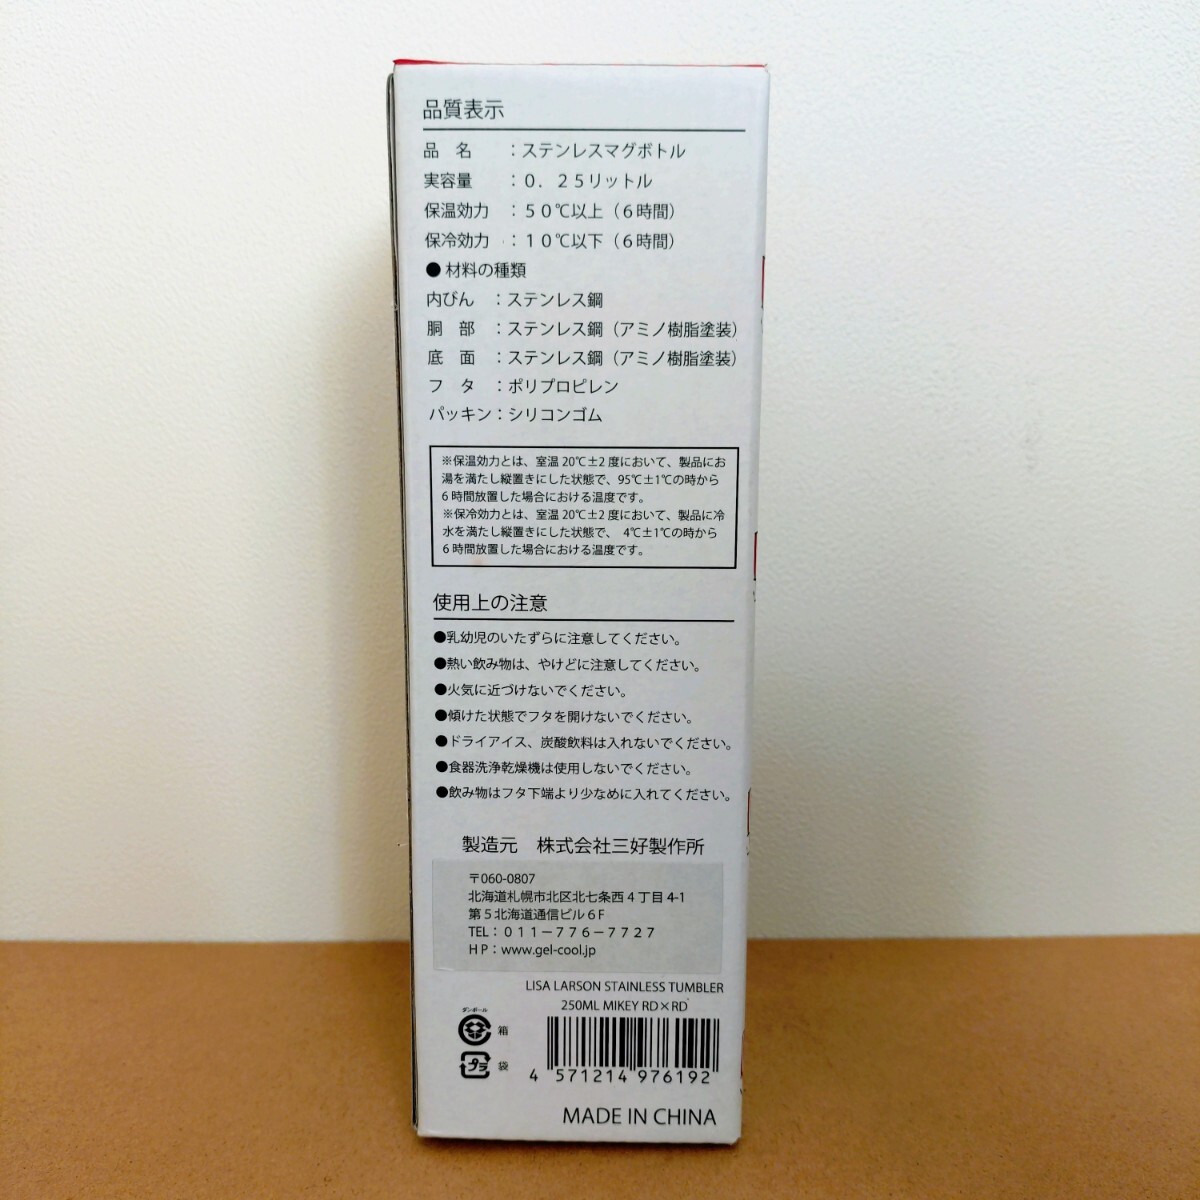 品質表示
品　名　：ステンレスマグボトル
実容量　：０．２５リットル
保温効力　：５０℃以上（６時間）
保冷効力　：１０℃以下（６時間）
●材料の種類
内びん　：ステンレス鋼
胴　部　：ステンレス鋼（アミノ樹脂塗装）
底　面　：ステンレス鋼（アミノ樹脂塗装）
フ　タ　：ポリプロピレン
パッキン：シリコンゴム
※保温効力とは、室温20℃±2度において、製品にお
湯を満たし縦置きにした状態で、95℃±1℃の時から
6時間放置した場合における温度です。
※保冷効力とは、室温20℃±2度において、製品に冷
水を満たし縦置きにした状態で、 4℃±1℃の時から
6時間放置した場合における温度です。
使用上の注意
●乳幼児のいたずらに注意してください。
●熱い飲み物は、やけどに注意してください。
●火気に近づけないでください。
●傾けた状態でフタを開けないでください。
●ドライアイス、炭酸飲料は入れないでください。
●食器洗浄乾燥機は使用しないでください。
●飲み物はフタ下端より少なめに入れてください。
製造元　株式会社三好製作所
〒060-0807
北海道札幌市北区北七条西４丁目4-1
第５北海道通信ビル６F
TEL：０１１－７７６－７７２７
ＨＰ：www.gel-cool.jp
LISA LARSON STAINLESS TUMBLER
250ML MIKEY RD×RD
ダンボール
箱
プラ
袋
4 571214 976192
MADE IN CHINA